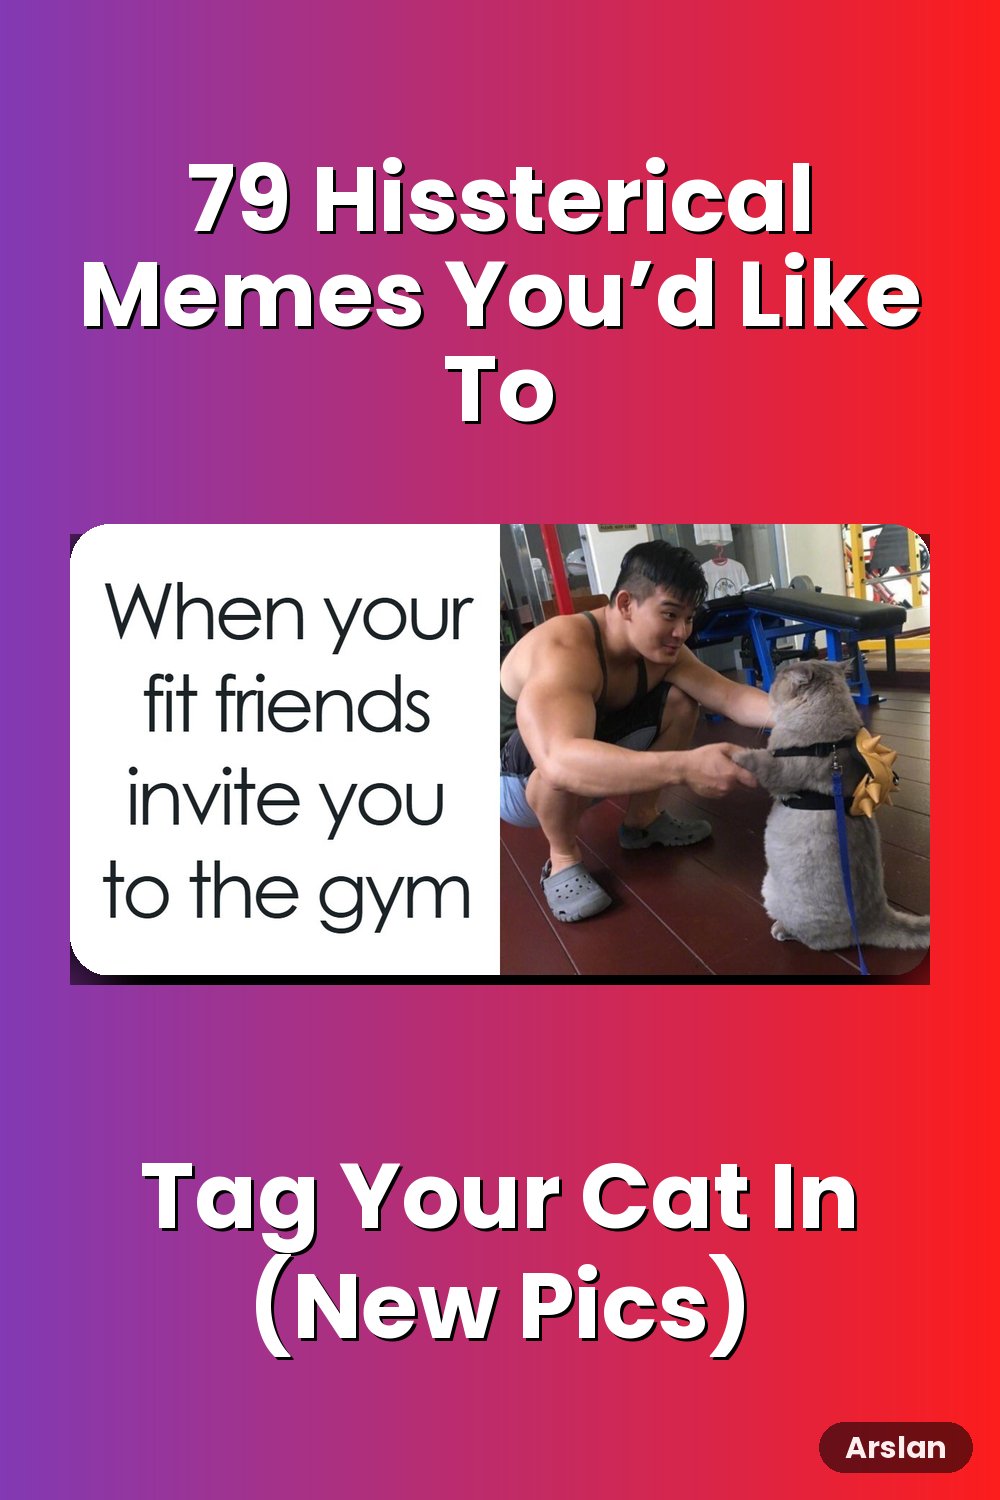 79 Hissterical
Memes You’d Like
To
When your
fit friends
invite you
to the gym
Tag Your Cat In
(New Pics)
Arslan